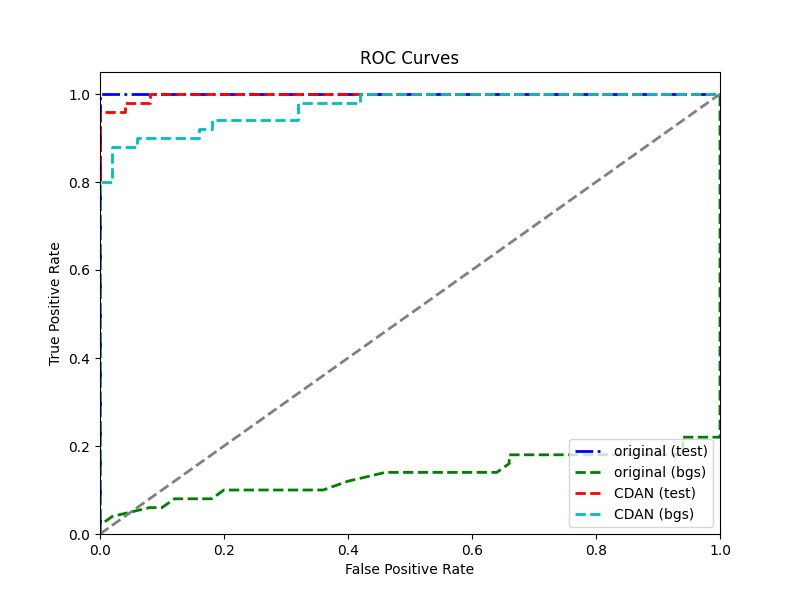 ROC Curves
True Positive Rate
1.0
0.8
0.6
0.4
0.2
0.0
0.0 0.2 0.4 0.6 0.8 1.0
False Positive Rate
original (test)
original (bgs)
CDAN (test)
CDAN (bgs)